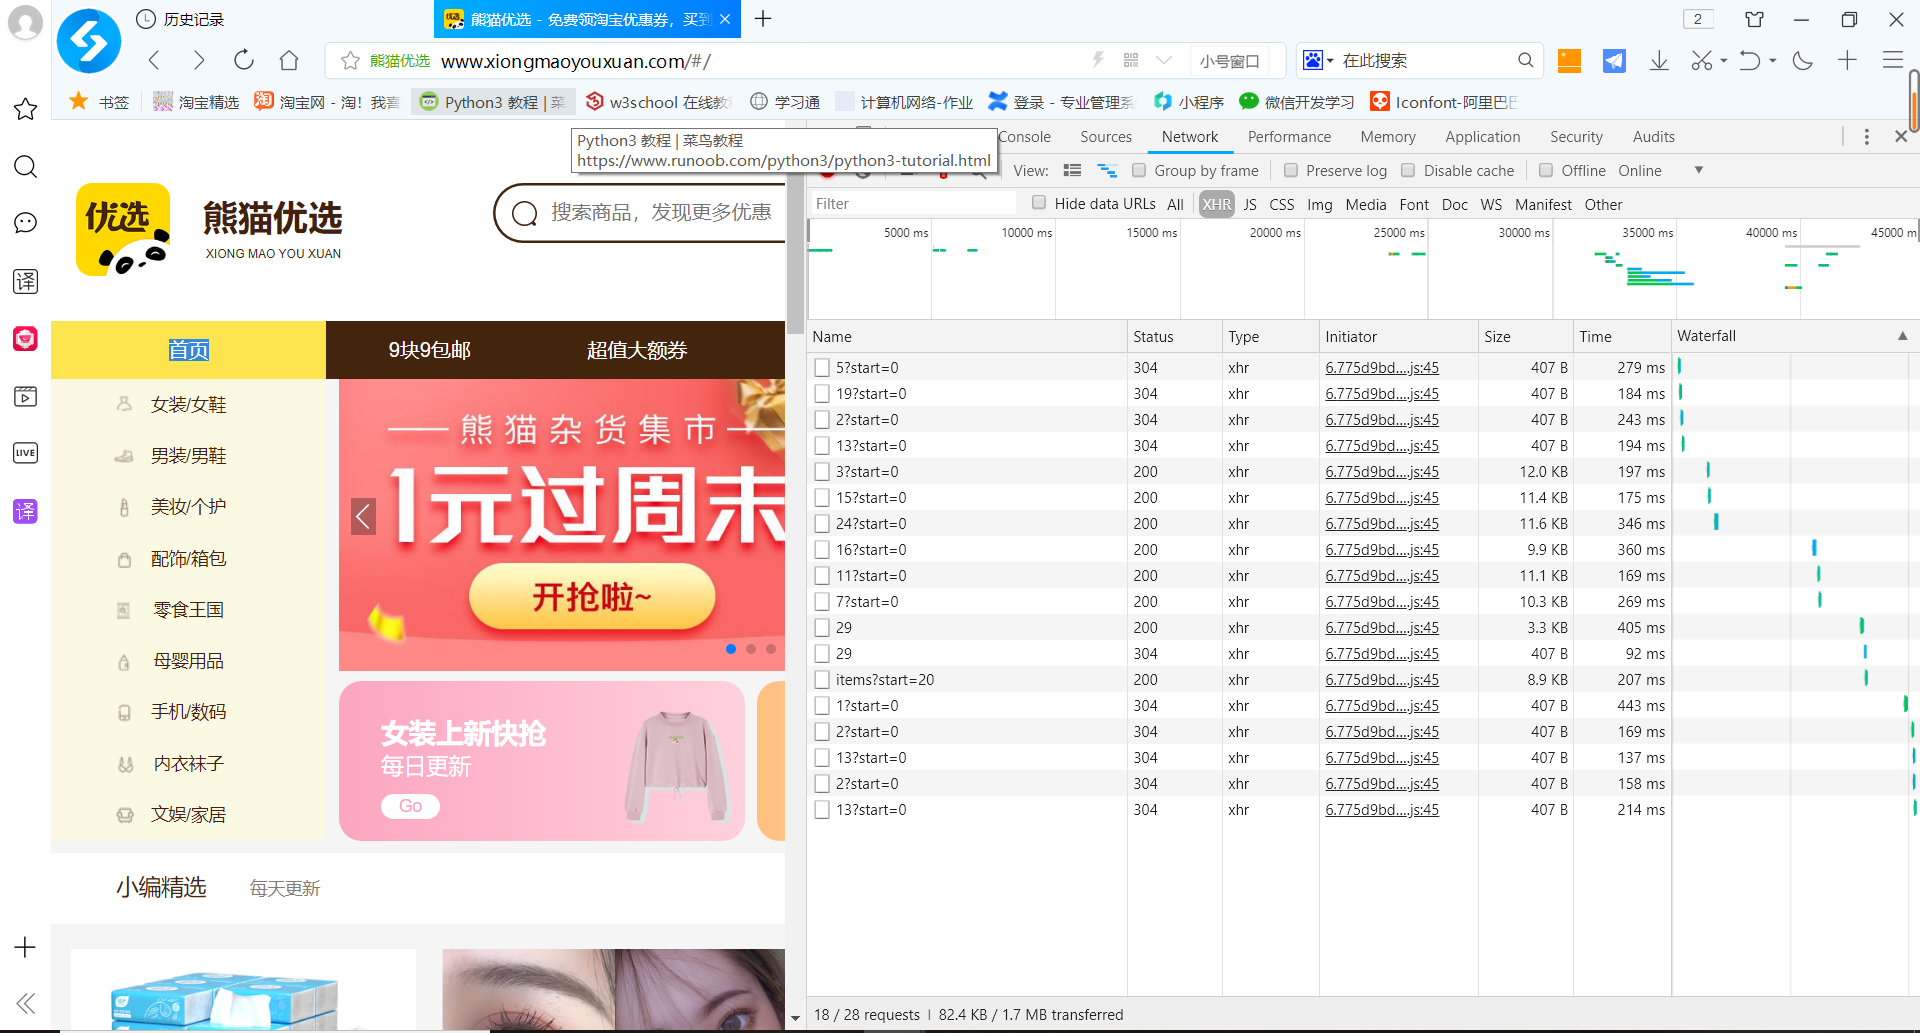 历史记录
熊猫优选 - 免费领淘宝优惠券，买到
2
熊猫优选 www.xiongmaoyouxuan.com/#/
小号窗口
在此搜索
书签
淘宝精选
淘宝网 - 淘！我喜
Python3 教程 | 菜
w3school 在线教
学习通
计算机网络-作业
登录 - 专业管理系
小程序
微信开发学习
Iconfont-阿里巴巴
Python3 教程 | 菜鸟教程
https://www.runoob.com/python3/python3-tutorial.html
Console Sources Network Performance Memory Application Security Audits
View: Group by frame Preserve log Disable cache Offline Online
Filter Hide data URLs All XHR JS CSS Img Media Font Doc WS Manifest Other
5000 ms 10000 ms 15000 ms 20000 ms 25000 ms 30000 ms 35000 ms 40000 ms 45000 m
Name Status Type Initiator Size Time Waterfall
5?start=0 304 xhr 6.775d9bd....js:45 407 B 279 ms
19?start=0 304 xhr 6.775d9bd....js:45 407 B 184 ms
2?start=0 304 xhr 6.775d9bd....js:45 407 B 243 ms
13?start=0 304 xhr 6.775d9bd....js:45 407 B 194 ms
3?start=0 200 xhr 6.775d9bd....js:45 12.0 KB 197 ms
15?start=0 200 xhr 6.775d9bd....js:45 11.4 KB 175 ms
24?start=0 200 xhr 6.775d9bd....js:45 11.6 KB 346 ms
16?start=0 200 xhr 6.775d9bd....js:45 9.9 KB 360 ms
11?start=0 200 xhr 6.775d9bd....js:45 11.1 KB 169 ms
7?start=0 200 xhr 6.775d9bd....js:45 10.3 KB 269 ms
29 200 xhr 6.775d9bd....js:45 3.3 KB 405 ms
29 304 xhr 6.775d9bd....js:45 407 B 92 ms
items?start=20 200 xhr 6.775d9bd....js:45 8.9 KB 207 ms
1?start=0 304 xhr 6.775d9bd....js:45 407 B 443 ms
2?start=0 304 xhr 6.775d9bd....js:45 407 B 169 ms
13?start=0 304 xhr 6.775d9bd....js:45 407 B 137 ms
2?start=0 304 xhr 6.775d9bd....js:45 407 B 158 ms
13?start=0 304 xhr 6.775d9bd....js:45 407 B 214 ms
18 / 28 requests | 82.4 KB / 1.7 MB transferred
译
LIVE
译
优选
熊猫优选
XIONG MAO YOU XUAN
搜索商品，发现更多优惠
首页 9块9包邮 超值大额券
女装/女鞋
男装/男鞋
美妆/个护
配饰/箱包
零食王国
母婴用品
手机/数码
内衣袜子
文娱/家居
熊猫杂货集市
1元过周末
开抢啦~
女装上新快抢
每日更新
Go
小编精选 每天更新